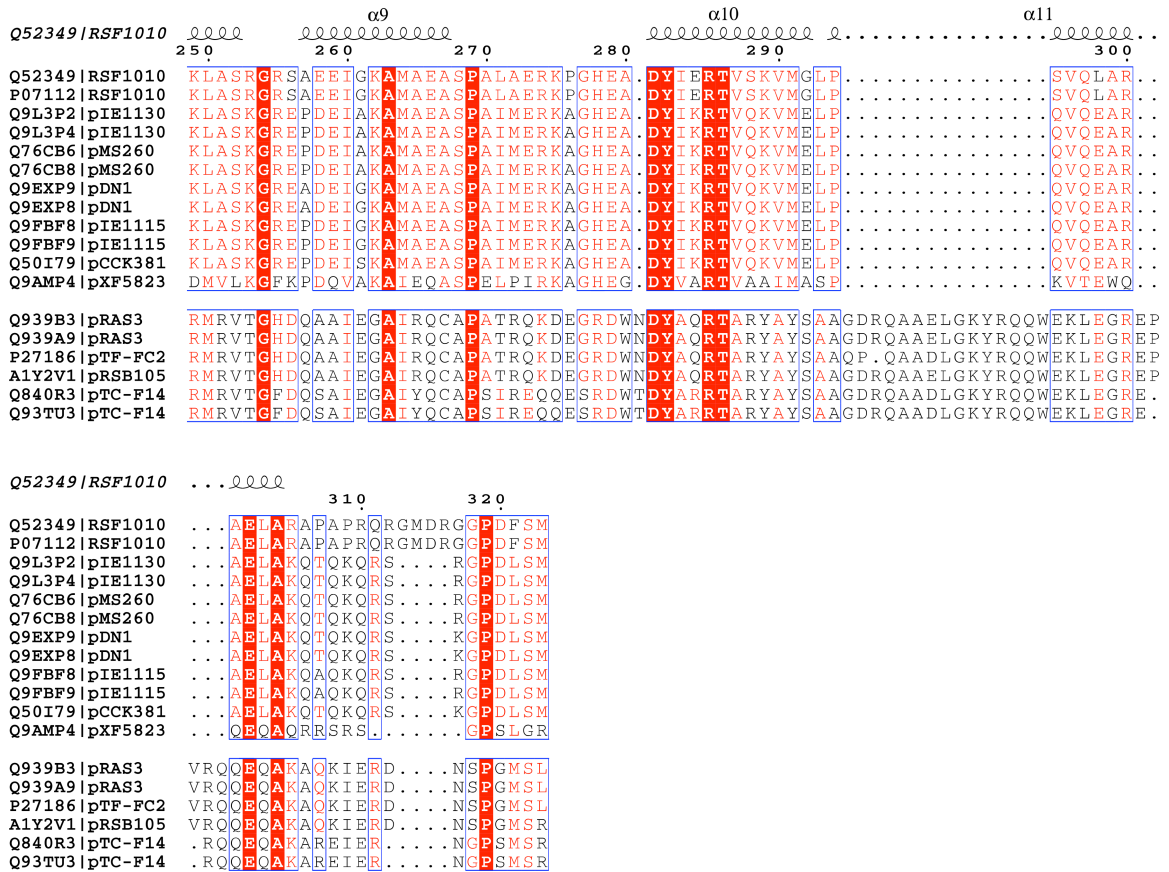 α9 α10 α11
Q52349|RSF1010
250 260 270 280 290 300
Q52349|RSF1010 KLASRGRSAEEIGKAMAEASPALAERKPGHEA.DYIERTVSKVMGLP...............SVQLAR..
P07112|RSF1010 KLASRGRSAEEIGKAMAEASPALAERKPGHEA.DYIERTVSKVMGLP...............SVQLAR..
Q9L3P2|pIE1130 KLASKGREPDEIAKAMAEASPAIMERKAGHEA.DYIKRTVQKVMELP...............QVQEAR..
Q9L3P4|pIE1130 KLASKGREPDEIAKAMAEASPAIMERKAGHEA.DYIKRTVQKVMELP...............QVQEAR..
Q76CB6|pMS260 KLASKGREPDEIAKAMAEASPAIMERKAGHEA.DYIKRTVQKVMELP...............QVQEAR..
Q76CB8|pMS260 KLASKGREPDEIAKAMAEASPAIMERKAGHEA.DYIKRTVQKVMELP...............QVQEAR..
Q9EXP9|pDN1 KLASKGREADEIAKAMAEASPAIMERKAGHEA.DYIKRTVQKVMELP...............QVQEAR..
Q9EXP8|pDN1 KLASKGREADEIAKAMAEASPAIMERKAGHEA.DYIKRTVQKVMELP...............QVQEAR..
Q9FBF8|pIE1115 KLASKGREPDEIAKAMAEASPAIMERKAGHEA.DYIKRTVQKVMELP...............QVQEAR..
Q9FBF9|pIE1115 KLASKGREPDEIAKAMAEASPAIMERKAGHEA.DYIKRTVQKVMELP...............QVQEAR..
Q50I79|pCCK381 KLASKGREPDEISKAMAEASPAIMERKAGHEA.DYIKRTVQKVMELP...............QVTEAR..
Q9AMP4|pXF5823 DMVLKGFKPDQVAKAIEQASPELPIRKAGHEG.DYVARTVAAIMASP...............KVTEWQ..
Q939B3|pRAS3 RMRVTGHDQAAIEGAIRQCAPATRQKDEGRDWNDYAQRTARYAYSAAGDRQAAELGKYRQQWEKLEGREP
Q939A9|pRAS3 RMRVTGHDQAAIEGAIRQCAPATRQKDEGRDWNDYAQRTARYAYSAAGDRQAAELGKYRQQWEKLEGREP
P27186|pTF-FC2 RMRVTGHDQAAIEGAIRQCAPATRQKDEGRDWNDYAQRTARYAYSAAQP.QAADLGKYRQQWEKLEGREP
A1Y2V1|pRSB105 RMRVTGHDQAAIEGAIRQCAPATRQKDEGRDWNDYAQRTARYAYSAAGDRQAADLGKYRQQWEKLEGREP
Q840R3|pTC-F14 RMRVTGFDQSAIEGAIYQCAPSIREQQESRDWTDYARRTARYAYSAAGDRQAADLGKYRQQWEKLEGRE.
Q93TU3|pTC-F14 RMRVTGFDQSAIEGAIYQCAPSIREQQESRDWTDYARRTARYAYSAAGDRQAADLGKYRQQWEKLEGRE.
Q52349|RSF1010 ...
310 320
Q52349|RSF1010 ...AELARAPAPRQRGMDRGGPDFSM
P07112|RSF1010 ...AELARAPAPRQRGMDRGGPDFSM
Q9L3P2|pIE1130 ...AELAKQTQKQRS....RGPDLSM
Q9L3P4|pIE1130 ...AELAKQTQKQRS....RGPDLSM
Q76CB6|pMS260 ...AELAKQTQKQRS....RGPDLSM
Q76CB8|pMS260 ...AELAKQTQKQRS....RGPDLSM
Q9EXP9|pDN1 ...AELAKQTQKQRS....KGPDLSM
Q9EXP8|pDN1 ...AELAKQTQKQRS....KGPDLSM
Q9FBF8|pIE1115 ...AELAKQAQKQRS....RGPDLSM
Q9FBF9|pIE1115 ...AELAKQAQKQRS....RGPDLSM
Q50I79|pCCK381 ...AELAKQTQKQRS....KGPDLSM
Q9AMP4|pXF5823 ...QEQAQRRSRS.......GPSLGR
Q939B3|pRAS3 VRQQEQAKAQKIERD....NSPGMSL
Q939A9|pRAS3 VRQQEQAKAQKIERD....NSPGMSL
P27186|pTF-FC2 VRQQEQAKAQKIERD....NSPGMSL
A1Y2V1|pRSB105 VRQQEQAKAQKIERD....NSPGMSR
Q840R3|pTC-F14 .RQQEQAKAREIER.....NGPSMSR
Q93TU3|pTC-F14 .RQQEQAKAREIER.....NGPSMSR